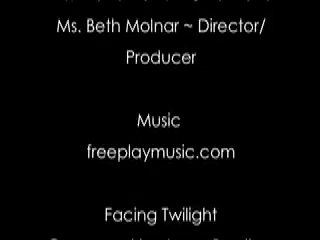 Ms. Beth Molnar ~ Director/
Producer
Music
freeplaymusic.com
Facing Twilight